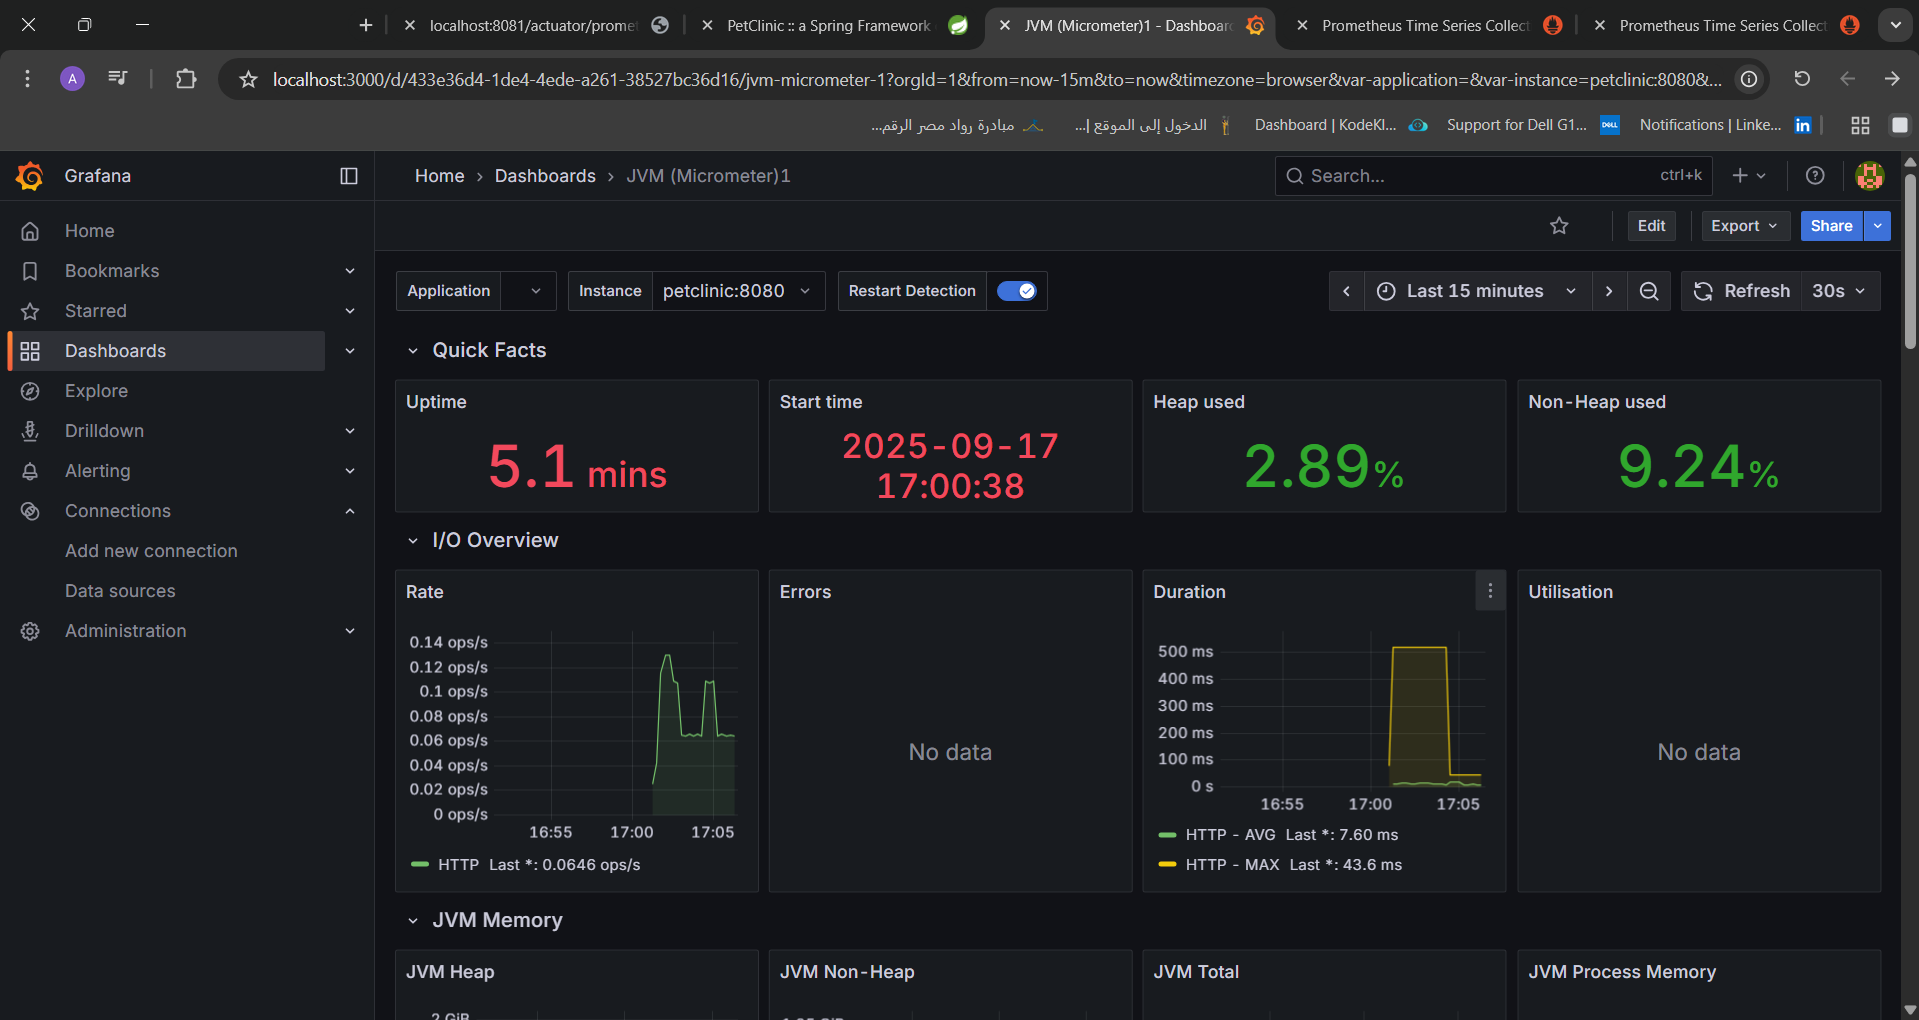 localhost:8081/actuator/prome
PetClinic :: a Spring Framework
JVM (Micrometer)1 - Dashboar
Prometheus Time Series Collect
Prometheus Time Series Collect
A
localhost:3000/d/433e36d4-1de4-4ede-a261-38527bc36d16/jvm-micrometer-1?orgId=1&from=now-15m&to=now&timezone=browser&var-application=&var-instance=petclinic:8080&...
مبادرة رواد مصر الرقم...
الدخول إلى الموقع |...
Dashboard | KodeKl...
Support for Dell G1...
DELL
Notifications | Linke...
in
Grafana
Home › Dashboards › JVM (Micrometer)1
Search...
ctrl+k
Home
Bookmarks
Starred
Dashboards
Explore
Drilldown
Alerting
Connections
Add new connection
Data sources
Administration
Edit
Export
Share
Application
Instance
petclinic:8080
Restart Detection
Last 15 minutes
Refresh
30s
Quick Facts
Uptime
5.1 mins
Start time
2025-09-17
17:00:38
Heap used
2.89%
Non-Heap used
9.24%
I/O Overview
Rate
0.14 ops/s
0.12 ops/s
0.1 ops/s
0.08 ops/s
0.06 ops/s
0.04 ops/s
0.02 ops/s
0 ops/s
16:55 17:00 17:05
HTTP Last *: 0.0646 ops/s
Errors
No data
Duration
500 ms
400 ms
300 ms
200 ms
100 ms
0 s
16:55 17:00 17:05
HTTP - AVG Last *: 7.60 ms
HTTP - MAX Last *: 43.6 ms
Utilisation
No data
JVM Memory
JVM Heap
2 GiB
JVM Non-Heap
JVM Total
JVM Process Memory